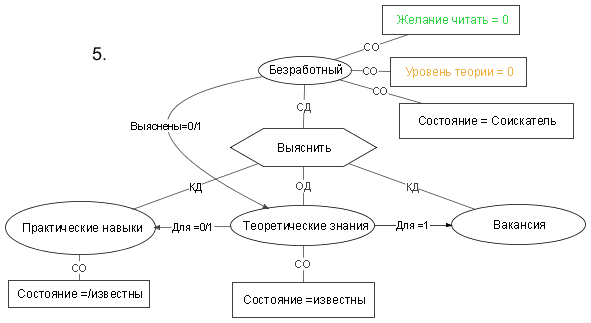 Желание читать = 0
5.
СО
Безработный
СО
Уровень теории = 0
СО
СД
Состояние = Соискатель
Выяснены=0/1
Выяснить
КД
ОД
КД
Практические навыки
Для =0/1
Теоретические знания
Для =1
Вакансия
СО
СО
Состояние =/известны
Состояние =известны